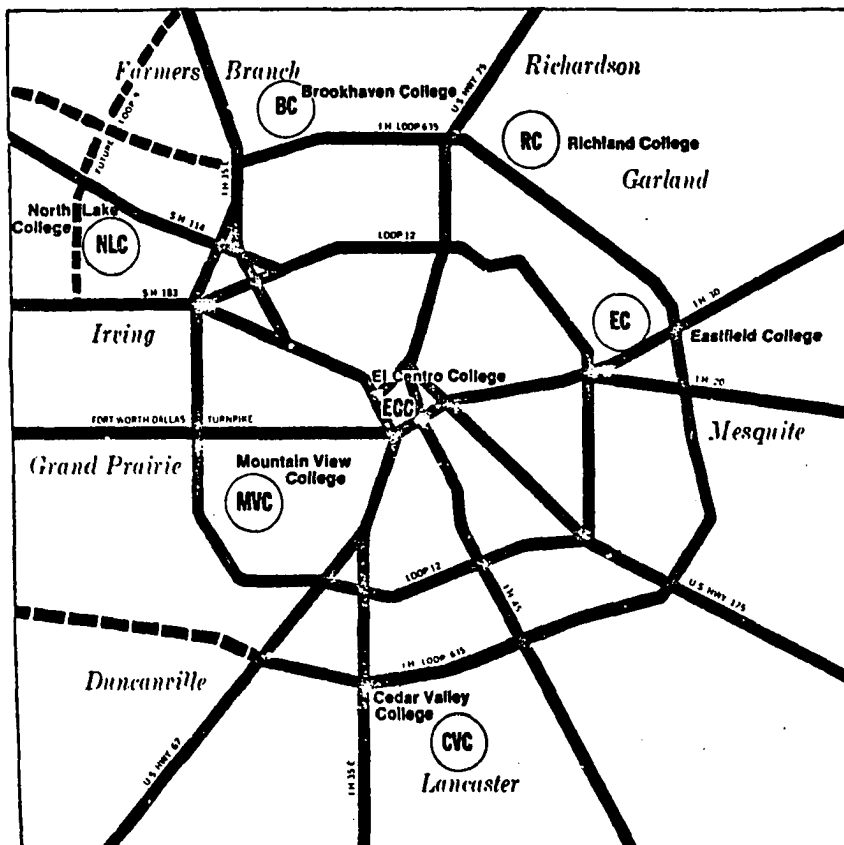 Farmers Branch
Richardson
BC
Brookhaven College
U.S. HWY 75
FUTURE LOOP 9
I H LOOP 635
RC
Richland College
I H 35 E
Garland
North Lake
College
S H 114
NLC
LOOP 12
S H 183
I H 30
EC
Eastfield College
Irving
El Centro College
I H 20
ECC
FORT WORTH DALLAS TURNPIKE
Mesquite
Grand Prairie
Mountain View
College
MVC
LOOP 12
I H 45
U.S. HWY 175
I H LOOP 635
Duncanville
Cedar Valley
College
U S HWY 67
I H 35 E
CVC
Lancaster